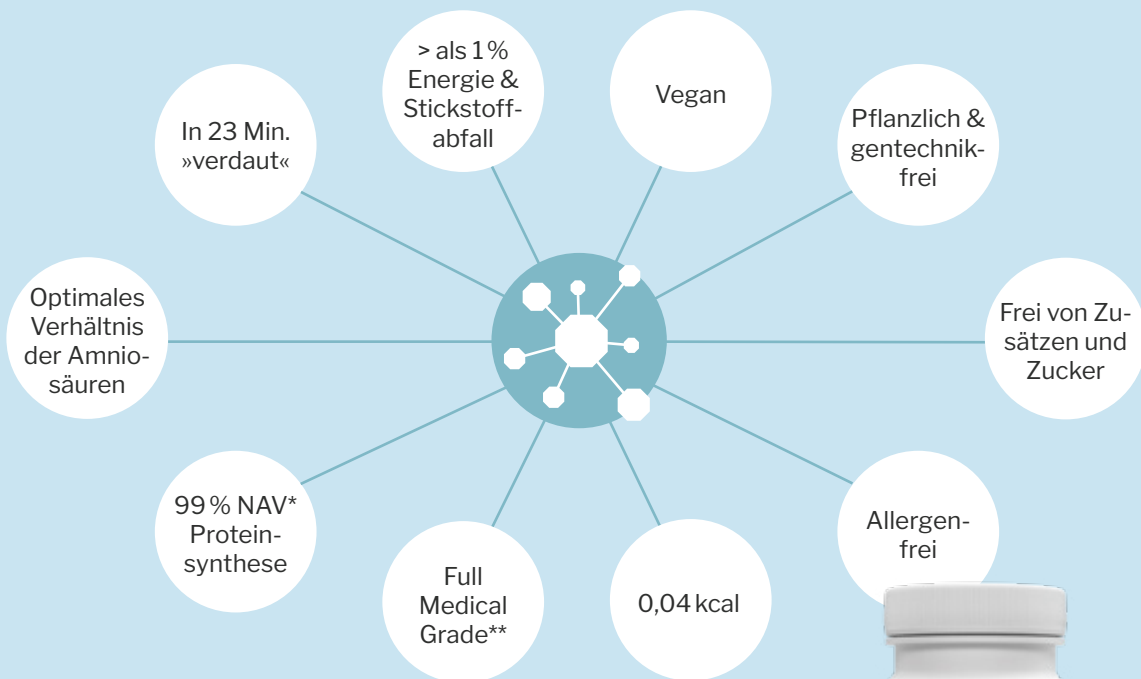 > als 1 %
Energie &
Stickstoff-
abfall
Vegan
In 23 Min.
»verdaut«
Pflanzlich &
gentechnik-
frei
Optimales
Verhältnis
der Amnio-
säuren
Frei von Zu-
sätzen und
Zucker
99 % NAV*
Protein-
synthese
Full
Medical
Grade**
0,04 kcal
Allergen-
frei